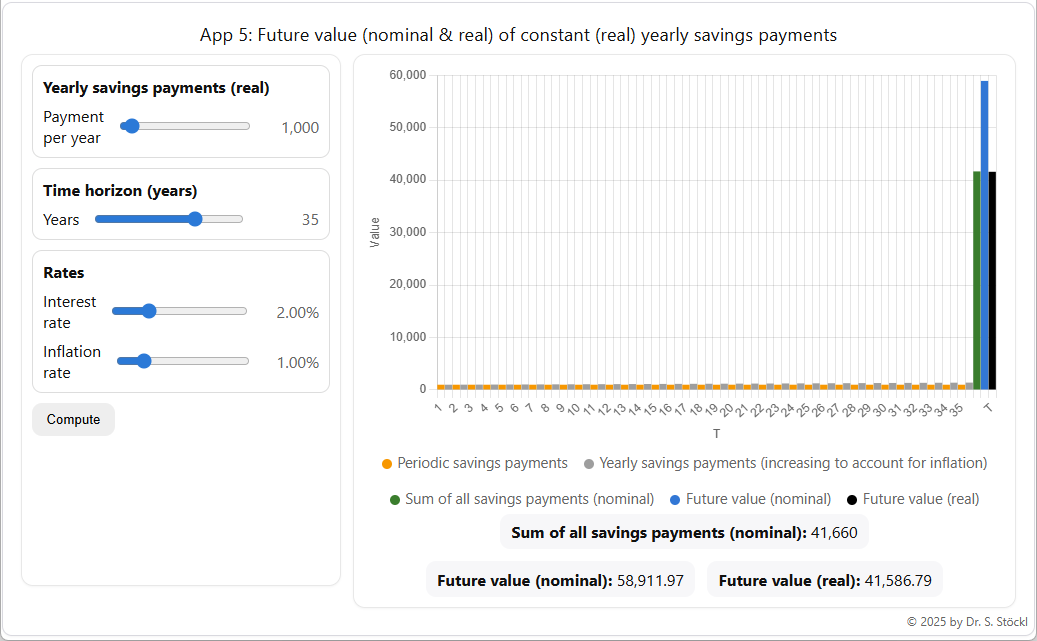 App 5: Future value (nominal & real) of constant (real) yearly savings payments
Yearly savings payments (real)
Payment
per year
1,000
Time horizon (years)
Years
35
Rates
Interest
rate
2.00%
Inflation
rate
1.00%
Compute
60,000
50,000
40,000
30,000
20,000
10,000
0
Value
1 2 3 4 5 6 7 8 9 10 11 12 13 14 15 16 17 18 19 20 21 22 23 24 25 26 27 28 29 30 31 32 33 34 35 T
T
Periodic savings payments Yearly savings payments (increasing to account for inflation)
Sum of all savings payments (nominal) Future value (nominal) Future value (real)
Sum of all savings payments (nominal): 41,660
Future value (nominal): 58,911.97 Future value (real): 41,586.79
© 2025 by Dr. S. Stöckl